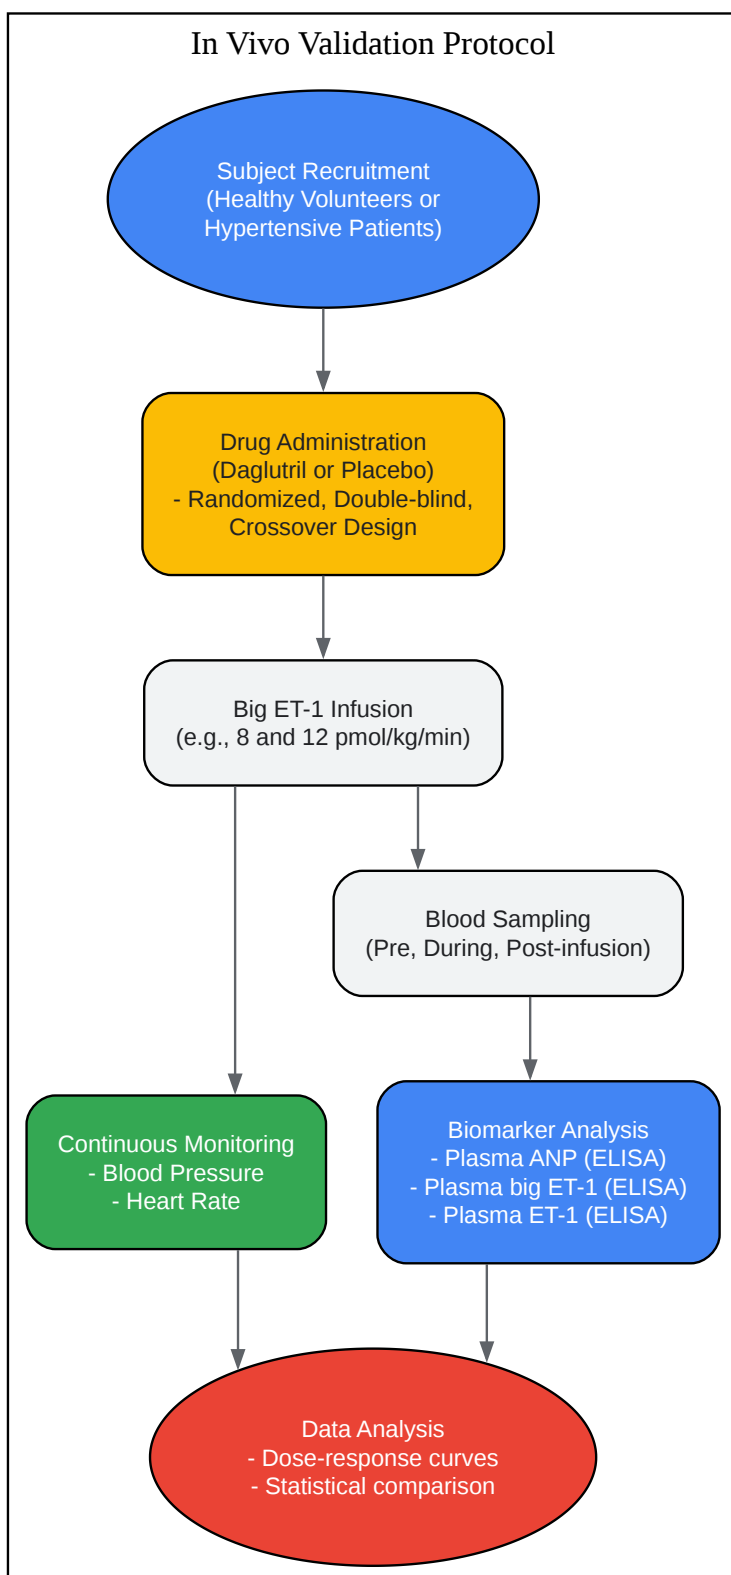 In Vivo Validation Protocol
Subject Recruitment
(Healthy Volunteers or
Hypertensive Patients)
Drug Administration
(Daglutril or Placebo)
- Randomized, Double-blind,
Crossover Design
Big ET-1 Infusion
(e.g., 8 and 12 pmol/kg/min)
Blood Sampling
(Pre, During, Post-infusion)
Continuous Monitoring
- Blood Pressure
- Heart Rate
Biomarker Analysis
- Plasma ANP (ELISA)
- Plasma big ET-1 (ELISA)
- Plasma ET-1 (ELISA)
Data Analysis
- Dose-response curves
- Statistical comparison